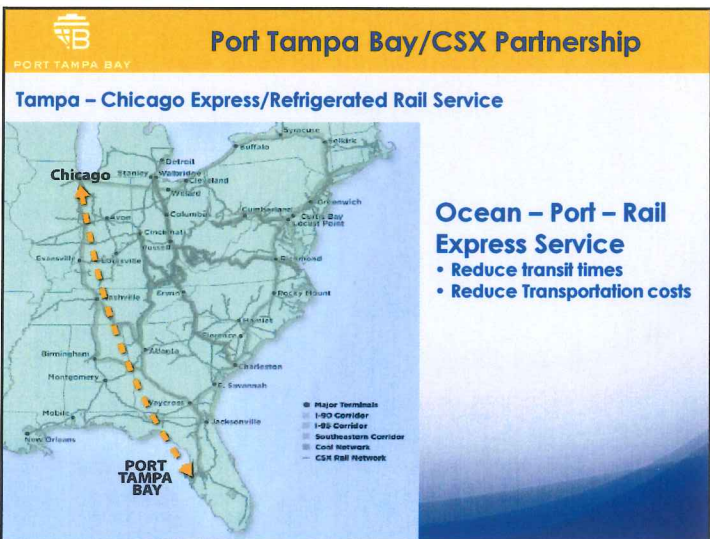 PORT TAMPA BAY
Port Tampa Bay/CSX Partnership
Tampa – Chicago Express/Refrigerated Rail Service
Syracuse
Selkirk
Buffalo
Detroit
Chicago
Stanley
Walbridge
Cleveland
Willard
Greenwich
Avon
Columbus
Cumberland
Curtis Bay
Locust Point
Cincinnati
Russell
Evansville
Louisville
Richmond
Nashville
Erwin
Rocky Mount
Hamlet
Florence
Birmingham
Atlanta
Charleston
Montgomery
Savannah
Waycross
Mobile
Jacksonville
New Orleans
PORT
TAMPA
BAY
Major Terminals
I-90 Corridor
I-95 Corridor
Southeastern Corridor
Coal Network
CSX Rail Network
Ocean – Port – Rail
Express Service
• Reduce transit times
• Reduce Transportation costs